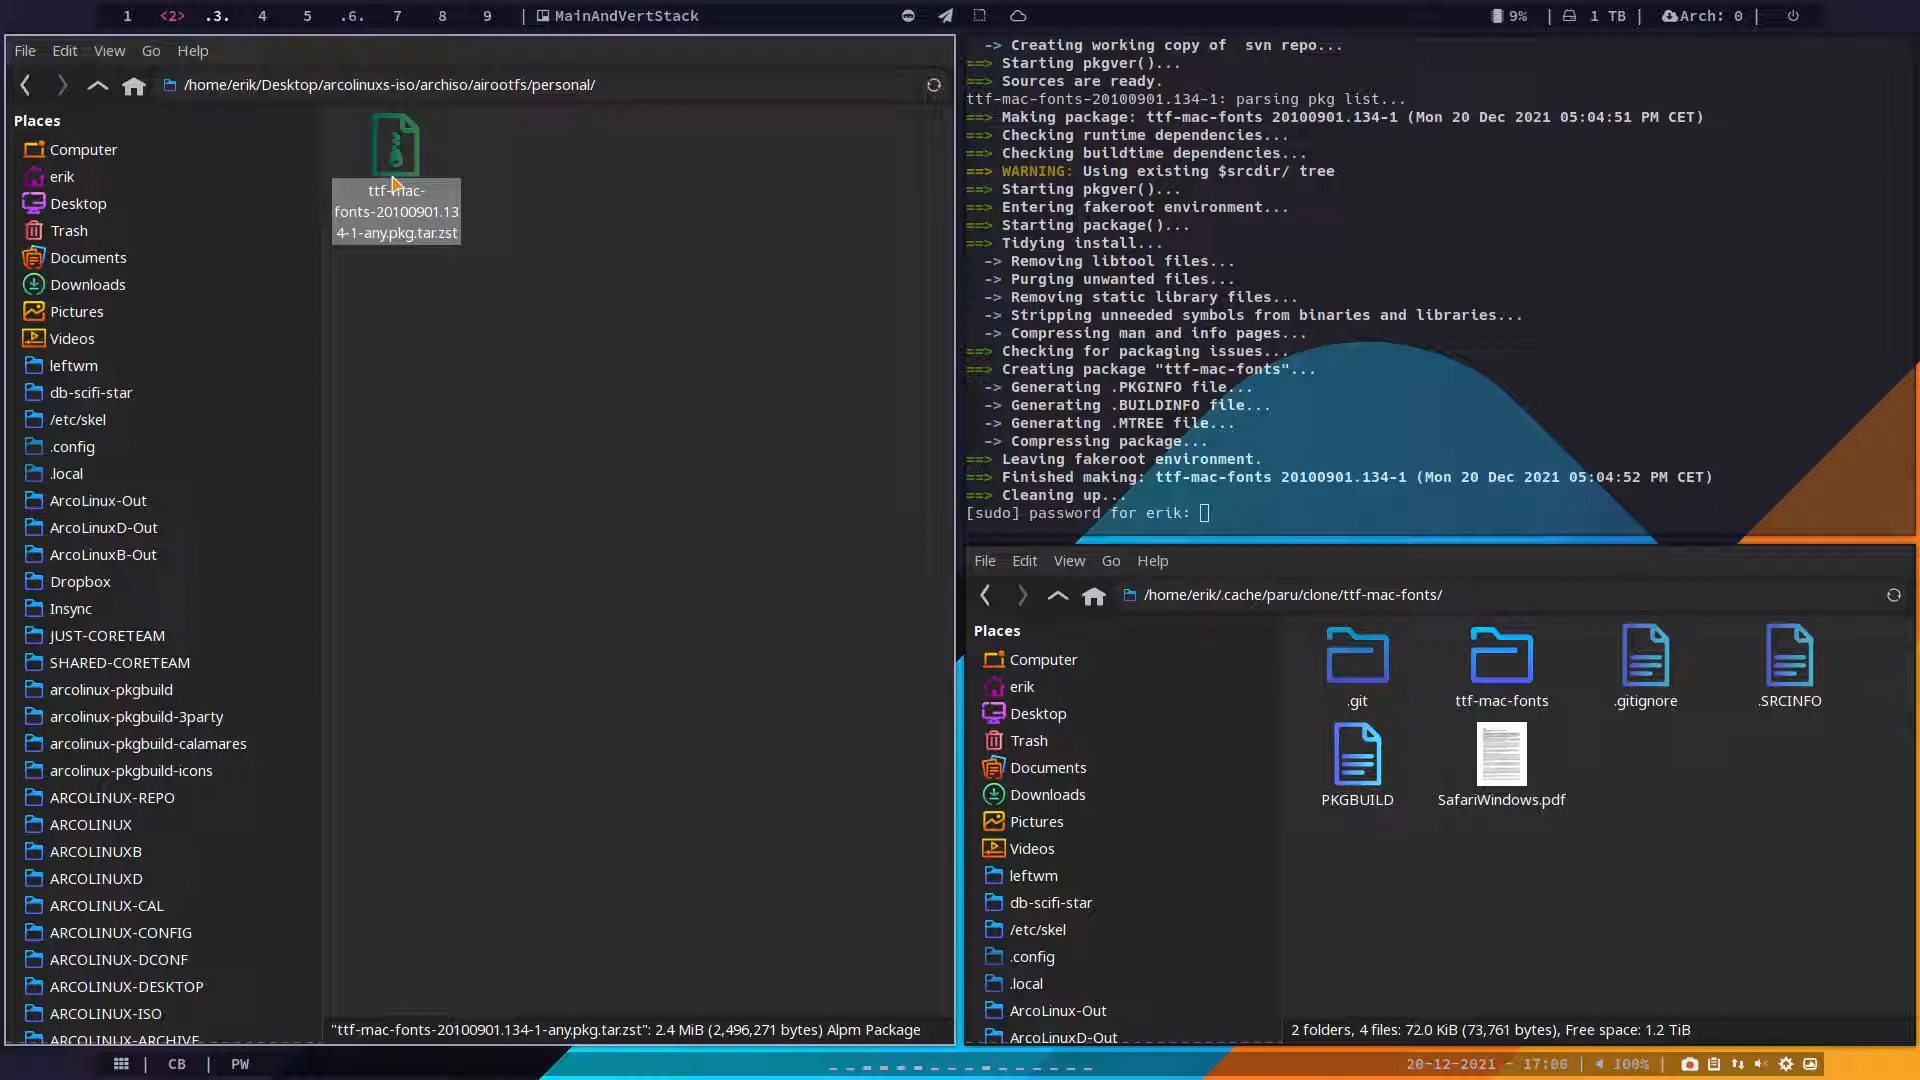 1 <2> .3. 4 5 .6. 7 8 9 | MainAndVertStack
9% | 1 TB | Arch: 0 |
File Edit View Go Help
/home/erik/Desktop/arcolinuxs-iso/archiso/airootfs/personal/
Places
Computer
erik
Desktop
Trash
Documents
Downloads
Pictures
Videos
leftwm
db-scifi-star
/etc/skel
.config
.local
ArcoLinux-Out
ArcoLinuxD-Out
ArcoLinuxB-Out
Dropbox
Insync
JUST-CORETEAM
SHARED-CORETEAM
arcolinux-pkgbuild
arcolinux-pkgbuild-3party
arcolinux-pkgbuild-calamares
arcolinux-pkgbuild-icons
ARCOLINUX-REPO
ARCOLINUX
ARCOLINUXB
ARCOLINUXD
ARCOLINUX-CAL
ARCOLINUX-CONFIG
ARCOLINUX-DCONF
ARCOLINUX-DESKTOP
ARCOLINUX-ISO
ARCOLINUX-ARCHIVE
ttf-mac-
fonts-20100901.13
4-1-any.pkg.tar.zst
"ttf-mac-fonts-20100901.134-1-any.pkg.tar.zst": 2.4 MiB (2,496,271 bytes) Alpm Package
-> Creating working copy of  svn repo...
==> Starting pkgver()...
==> Sources are ready.
ttf-mac-fonts-20100901.134-1: parsing pkg list...
==> Making package: ttf-mac-fonts 20100901.134-1 (Mon 20 Dec 2021 05:04:51 PM CET)
==> Checking runtime dependencies...
==> Checking buildtime dependencies...
==> WARNING: Using existing $srcdir/ tree
==> Starting pkgver()...
==> Entering fakeroot environment...
==> Starting package()...
==> Tidying install...
-> Removing libtool files...
-> Purging unwanted files...
-> Removing static library files...
-> Stripping unneeded symbols from binaries and libraries...
-> Compressing man and info pages...
==> Checking for packaging issues...
==> Creating package "ttf-mac-fonts"...
-> Generating .PKGINFO file...
-> Generating .BUILDINFO file...
-> Generating .MTREE file...
-> Compressing package...
==> Leaving fakeroot environment.
==> Finished making: ttf-mac-fonts 20100901.134-1 (Mon 20 Dec 2021 05:04:52 PM CET)
==> Cleaning up...
[sudo] password for erik:
File Edit View Go Help
/home/erik/.cache/paru/clone/ttf-mac-fonts/
Places
Computer
erik
Desktop
Trash
Documents
Downloads
Pictures
Videos
leftwm
db-scifi-star
/etc/skel
.config
.local
ArcoLinux-Out
ArcoLinuxD-Out
.git
ttf-mac-fonts
.gitignore
.SRCINFO
PKGBUILD
SafariWindows.pdf
2 folders, 4 files: 72.0 KiB (73,761 bytes), Free space: 1.2 TiB
| CB | PW
20-12-2021 - 17:06 | 100% |